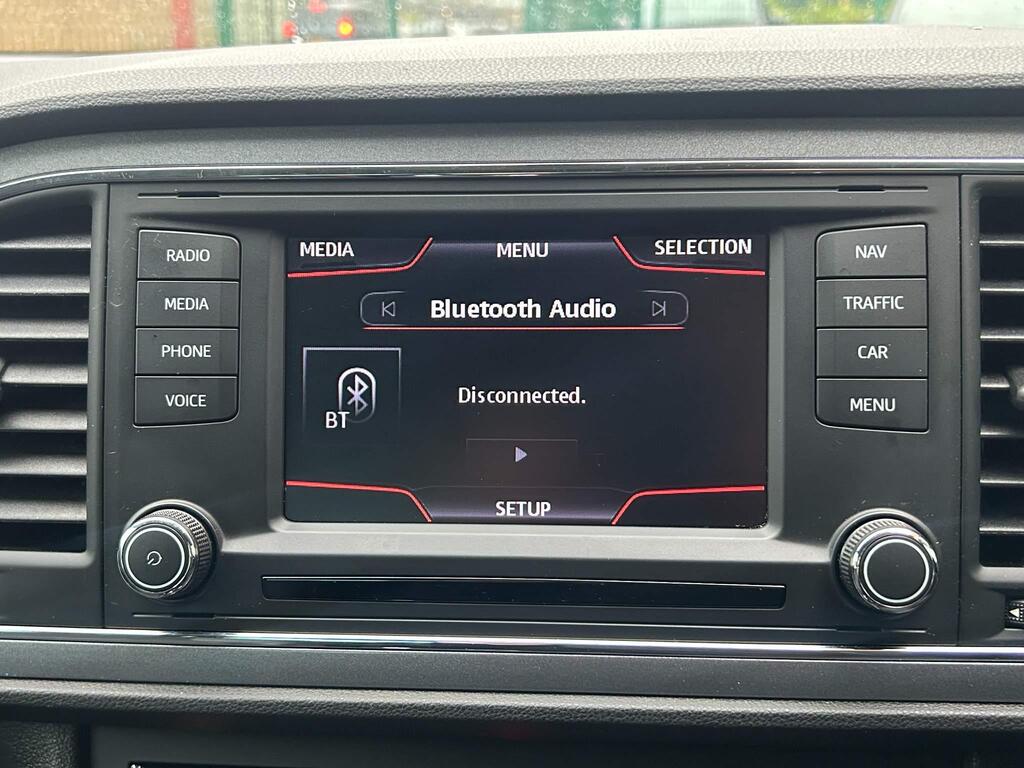 RADIO
MEDIA
PHONE
VOICE
MEDIA MENU SELECTION
Bluetooth Audio
BT
Disconnected.
SETUP
NAV
TRAFFIC
CAR
MENU